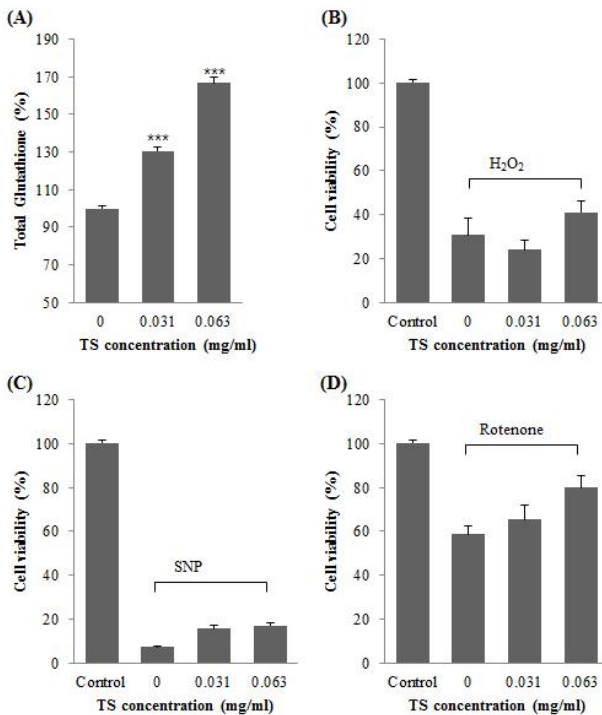 (A)
190
170
150
130
110
90
70
50
Total Glutathione (%)
***
***
0 0.031 0.063
TS concentration (mg/ml)
(B)
120
100
80
60
40
20
0
Cell viability (%)
H₂O₂
Control 0 0.031 0.063
TS concentration (mg/ml)
(C)
120
100
80
60
40
20
0
Cell viability (%)
SNP
Control 0 0.031 0.063
TS concentration (mg/ml)
(D)
120
100
80
60
40
20
0
Cell viability (%)
Rotenone
Control 0 0.031 0.063
TS concentration (mg/ml)